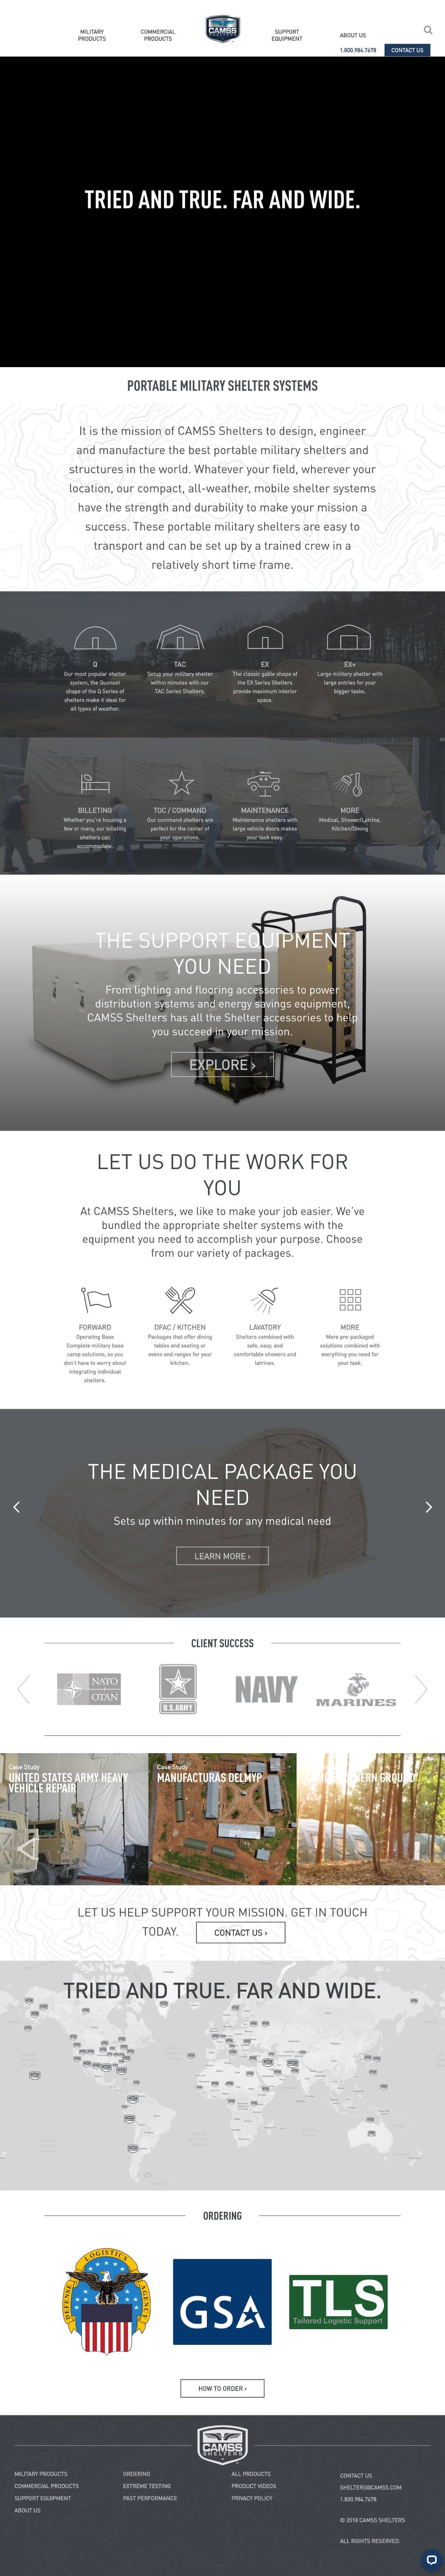 MILITARY
PRODUCTS
COMMERCIAL
PRODUCTS
CAMSS
SHELTERS
SUPPORT
EQUIPMENT
ABOUT US
1.800.984.7678
CONTACT US
TRIED AND TRUE. FAR AND WIDE.
PORTABLE MILITARY SHELTER SYSTEMS
It is the mission of CAMSS Shelters to design, engineer
and manufacture the best portable military shelters and
structures in the world. Whatever your field, wherever your
location, our compact, all-weather, mobile shelter systems
have the strength and durability to make your mission a
success. These portable military shelters are easy to
transport and can be set up by a trained crew in a
relatively short time frame.
Q
Our most popular shelter
system, the Quonset
shape of the Q Series of
shelters make it ideal for
all types of weather.
TAC
Setup your military shelter
within minutes with our
TAC Series Shelters.
EX
The classic gable shape of
the EX Series Shelters
provide maximum interior
space.
EX+
Large military shelter with
large entries for your
bigger tasks.
BILLETING
Whether you're housing a
few or many, our billeting
shelters can
accommodate.
TOC / COMMAND
Our command shelters are
perfect for the center of
your operations.
MAINTENANCE
Maintenance shelters with
large vehicle doors makes
your task easy.
MORE
Medical, Shower/Latrine,
Kitchen/Dining
THE SUPPORT EQUIPMENT
YOU NEED
From lighting and flooring accessories to power
distribution systems and energy savings equipment,
CAMSS Shelters has all the Shelter accessories to help
you succeed in your mission.
EXPLORE ›
LET US DO THE WORK FOR
YOU
At CAMSS Shelters, we like to make your job easier. We've
bundled the appropriate shelter systems with the
equipment you need to accomplish your purpose. Choose
from our variety of packages.
FORWARD
Operating Base
Complete military base
camp solutions, so you
don't have to worry about
integrating individual
shelters.
DFAC / KITCHEN
Packages that offer dining
tables and seating or
ovens and ranges for your
kitchen.
LAVATORY
Shelters combined with
safe, easy, and
comfortable showers and
latrines.
MORE
More pre-packaged
solutions combined with
everything you need for
your task.
THE MEDICAL PACKAGE YOU
NEED
Sets up within minutes for any medical need
LEARN MORE ›
CLIENT SUCCESS
NATO
OTAN
U.S.ARMY
NAVY
MARINES
Case Study
UNITED STATES ARMY HEAVY
VEHICLE REPAIR
Case Study
MANUFACTURAS DELMYP
LET US HELP SUPPORT YOUR MISSION. GET IN TOUCH
TODAY.
CONTACT US ›
TRIED AND TRUE. FAR AND WIDE.
ORDERING
DEFENSE LOGISTICS AGENCY
GSA
TLS
Tailored Logistic Support
HOW TO ORDER ›
CAMSS
SHELTERS
MILITARY PRODUCTS
COMMERCIAL PRODUCTS
SUPPORT EQUIPMENT
ABOUT US
ORDERING
EXTREME TESTING
PAST PERFORMANCE
ALL PRODUCTS
PRODUCT VIDEOS
PRIVACY POLICY
CONTACT US
SHELTERS@CAMSS.COM
1.800.984.7678
© 2018 CAMSS SHELTERS
ALL RIGHTS RESERVED.